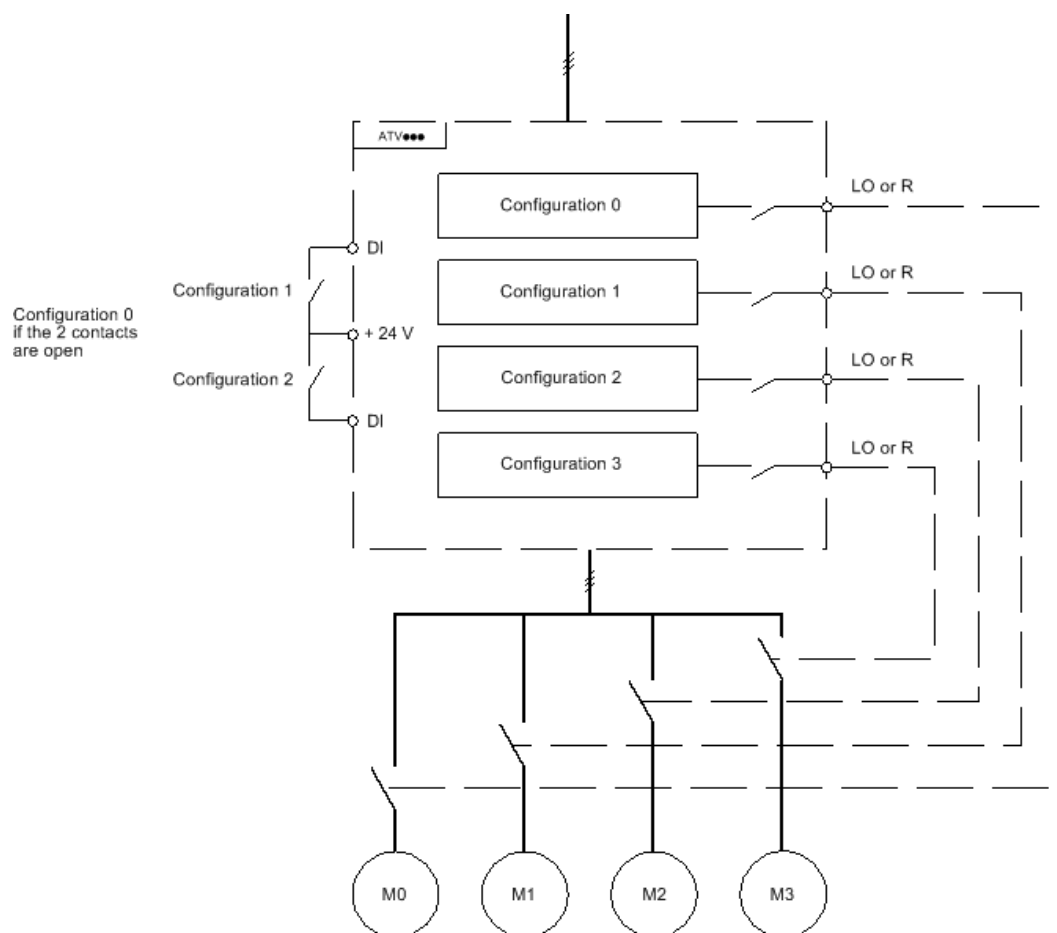 ATV●●●
Configuration 0
LO or R
DI
Configuration 1
Configuration 1
LO or R
Configuration 0
if the 2 contacts
are open
+ 24 V
Configuration 2
Configuration 2
LO or R
DI
Configuration 3
LO or R
M0
M1
M2
M3